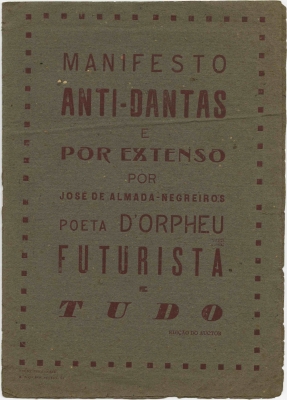 MANIFESTO
ANTI-DANTAS
E
POR EXTENSO
POR
JOSÉ DE ALMADA-NEGREIROS
POETA D'ORPHEU
FUTURISTA
E
TUDO